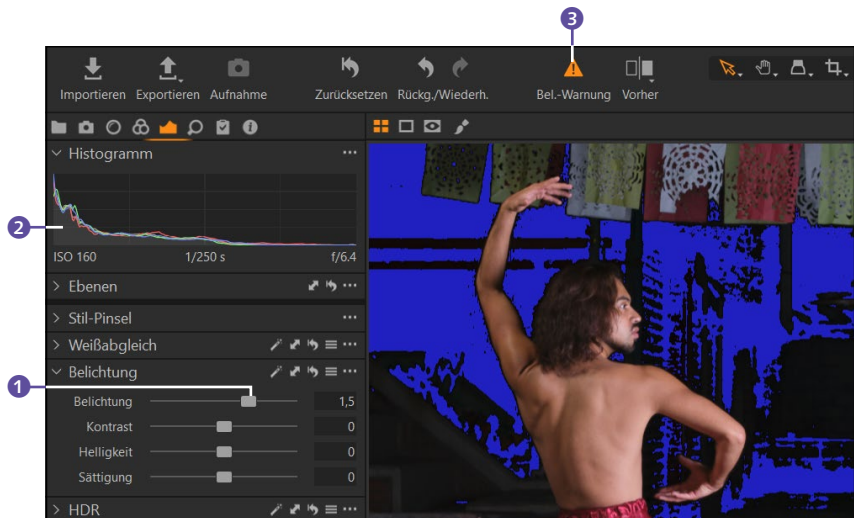 3
Importieren Exportieren Aufnahme Zurücksetzen Rückg./Wiederh. Bel.-Warnung Vorher
Histogramm
2
ISO 160 1/250 s f/6.4
Ebenen
Stil-Pinsel
Weißabgleich
1
Belichtung
Belichtung 1,5
Kontrast 0
Helligkeit 0
Sättigung 0
HDR